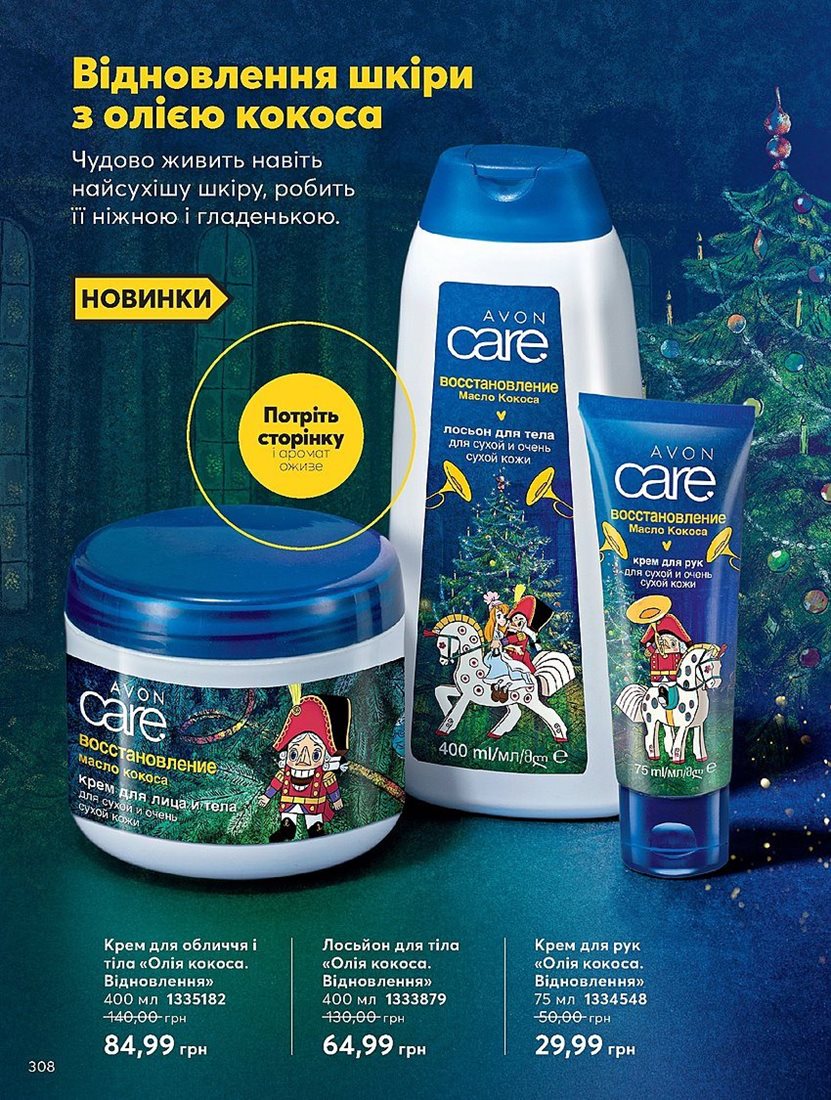 Відновлення шкіри
з олією кокоса
Чудово живить навіть
найсухішу шкіру, робить
її ніжною і гладенькою.
НОВИНКИ
Потріть
сторінку
і аромат
оживе
AVON
care
восстановление
Масло Кокоса
лосьон для тела
для сухой и очень
сухой кожи
400 ml/мл/მლ e
AVON
care
восстановление
Масло Кокоса
крем для рук
для сухой и очень
сухой кожи
75 ml/мл/მლ e
AVON
care
восстановление
масло кокоса
крем для лица и тела
для сухой и очень
сухой кожи
Крем для обличчя і
тіла «Олія кокоса.
Відновлення»
400 мл 1335182
140,00 грн
84,99 грн
Лосьйон для тіла
«Олія кокоса.
Відновлення»
400 мл 1333879
130,00 грн
64,99 грн
Крем для рук
«Олія кокоса.
Відновлення»
75 мл 1334548
50,00 грн
29,99 грн
308